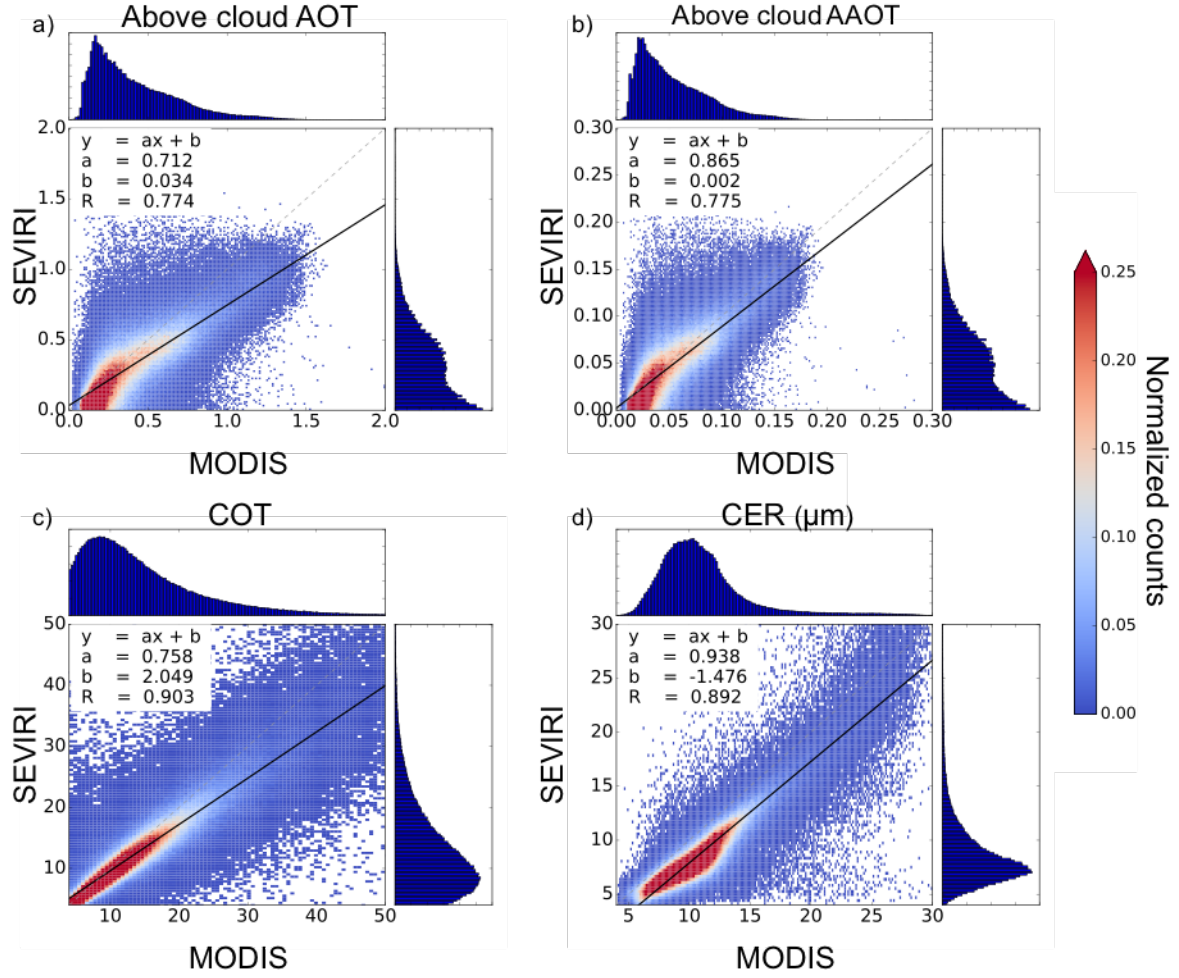 a) Above cloud AOT
y = ax + b
a = 0.712
b = 0.034
R = 0.774
2.0
1.5
1.0
0.5
0.0
0.0 0.5 1.0 1.5 2.0
SEVIRI
MODIS
b) Above cloud AAOT
y = ax + b
a = 0.865
b = 0.002
R = 0.775
0.30
0.25
0.20
0.15
0.10
0.05
0.00
0.00 0.05 0.10 0.15 0.20 0.25 0.30
SEVIRI
MODIS
c) COT
y = ax + b
a = 0.758
b = 2.049
R = 0.903
50
40
30
20
10
10 20 30 40 50
SEVIRI
MODIS
d) CER (μm)
y = ax + b
a = 0.938
b = -1.476
R = 0.892
30
25
20
15
10
5
5 10 15 20 25 30
SEVIRI
MODIS
0.25
0.20
0.15
0.10
0.05
0.00
Normalized counts